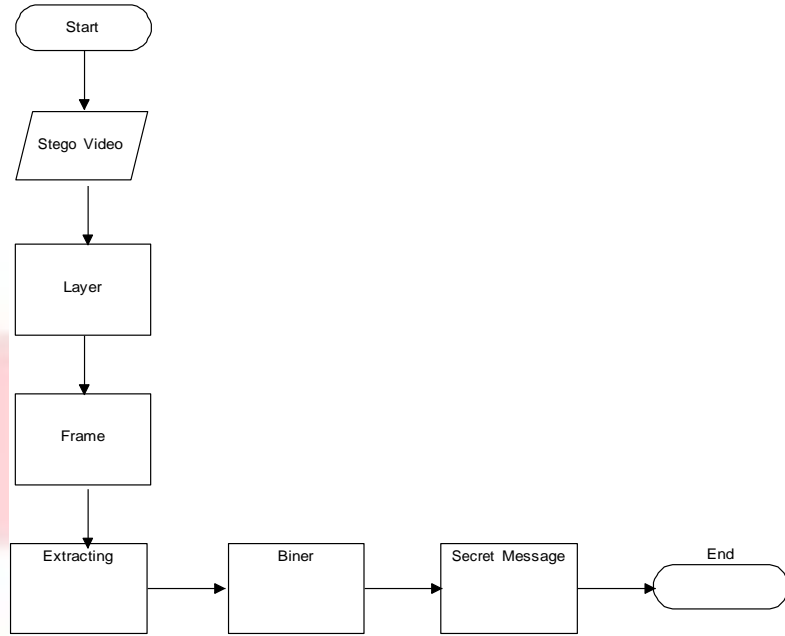 Start
Stego Video
Layer
Frame
Extracting
Biner
Secret Message
End